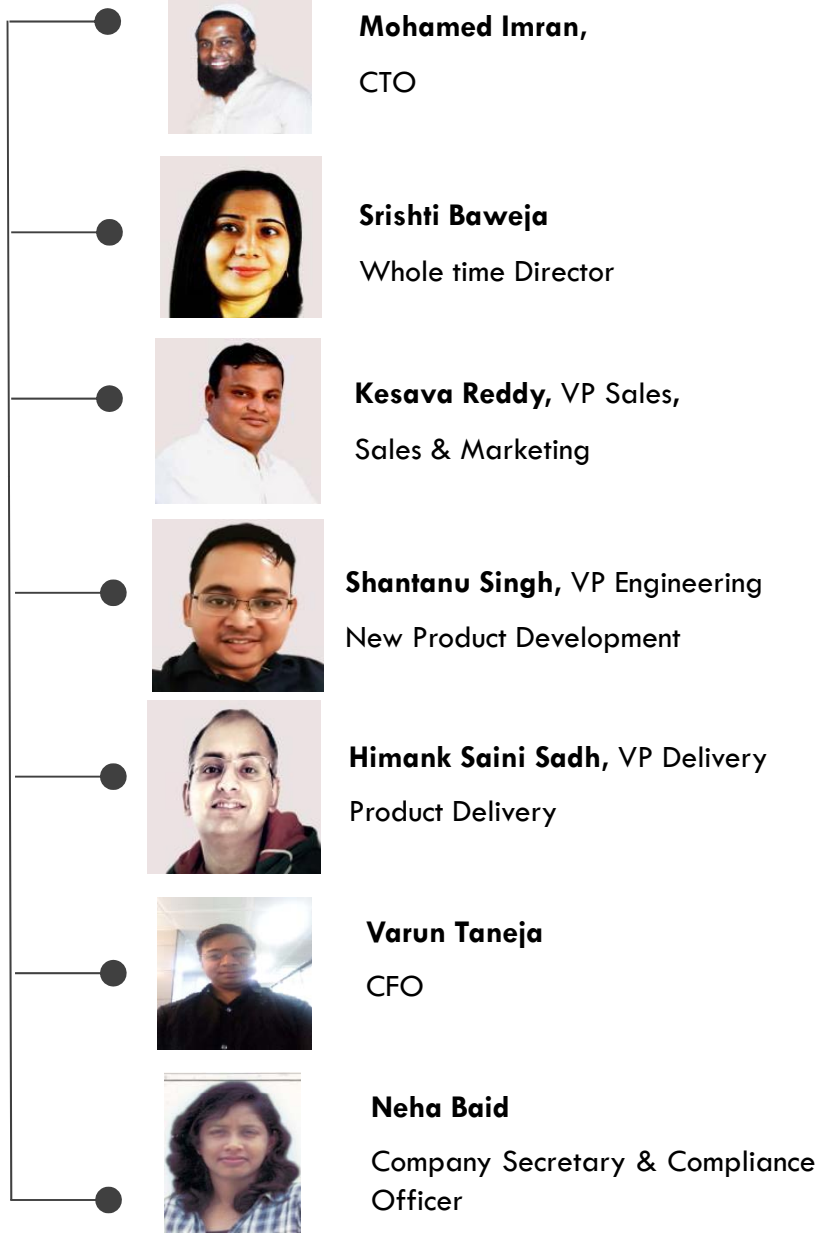 Mohamed Imran,
CTO
Srishti Baweja
Whole time Director
Kesava Reddy, VP Sales,
Sales & Marketing
Shantanu Singh, VP Engineering
New Product Development
Himank Saini Sadh, VP Delivery
Product Delivery
Varun Taneja
CFO
Neha Baid
Company Secretary & Compliance
Officer